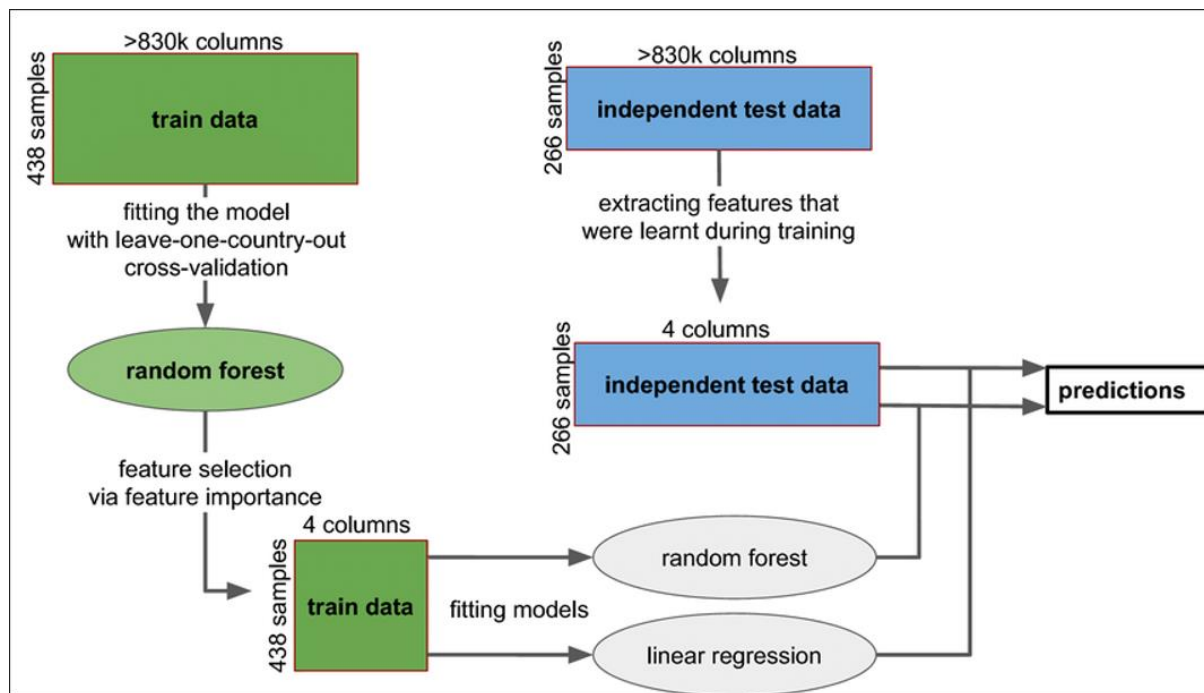 >830k columns
438 samples
train data
fitting the model
with leave-one-country-out
cross-validation
random forest
feature selection
via feature importance
4 columns
438 samples
train data
fitting models
random forest
linear regression
>830k columns
266 samples
independent test data
extracting features that
were learnt during training
4 columns
266 samples
independent test data
predictions